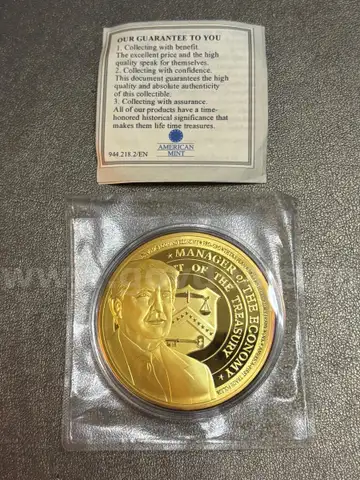 OUR GUARANTEE TO YOU
1. Collecting with benefit.
The excellent price and the high
quality speak for themselves.
2. Collecting with confidence.
This document guarantees the high
quality and absolute authenticity
of this collectible.
3. Collecting with assurance.
All of our products have a time-
honored historical significance that
makes them life time treasures.
944.218.2/EN
AMERICAN
MINT
★ MANAGER of THE ECONOMY ★
OF THE TREASURY